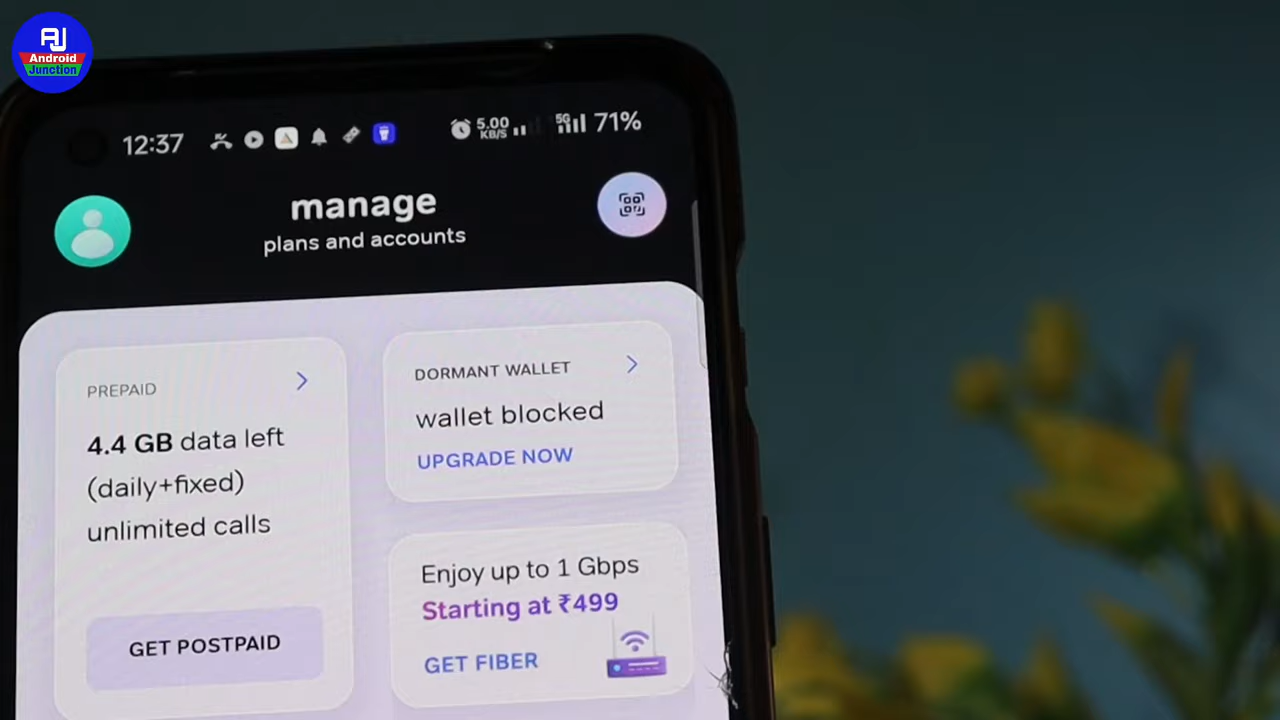 AJ
Android
Junction
12:37
5.00
KB/S
5G
71%
manage
plans and accounts
PREPAID
4.4 GB data left
(daily+fixed)
unlimited calls
GET POSTPAID
DORMANT WALLET
wallet blocked
UPGRADE NOW
Enjoy up to 1 Gbps
Starting at ₹499
GET FIBER